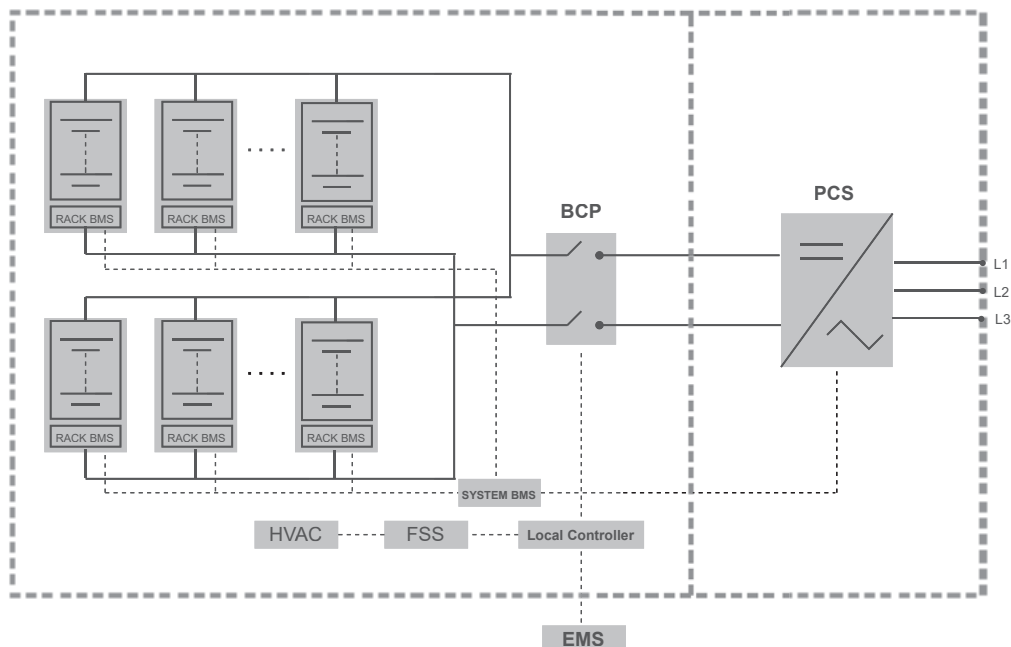 RACK BMS
RACK BMS
RACK BMS
BCP
PCS
L1
L2
L3
RACK BMS
RACK BMS
RACK BMS
SYSTEM BMS
HVAC
FSS
Local Controller
EMS